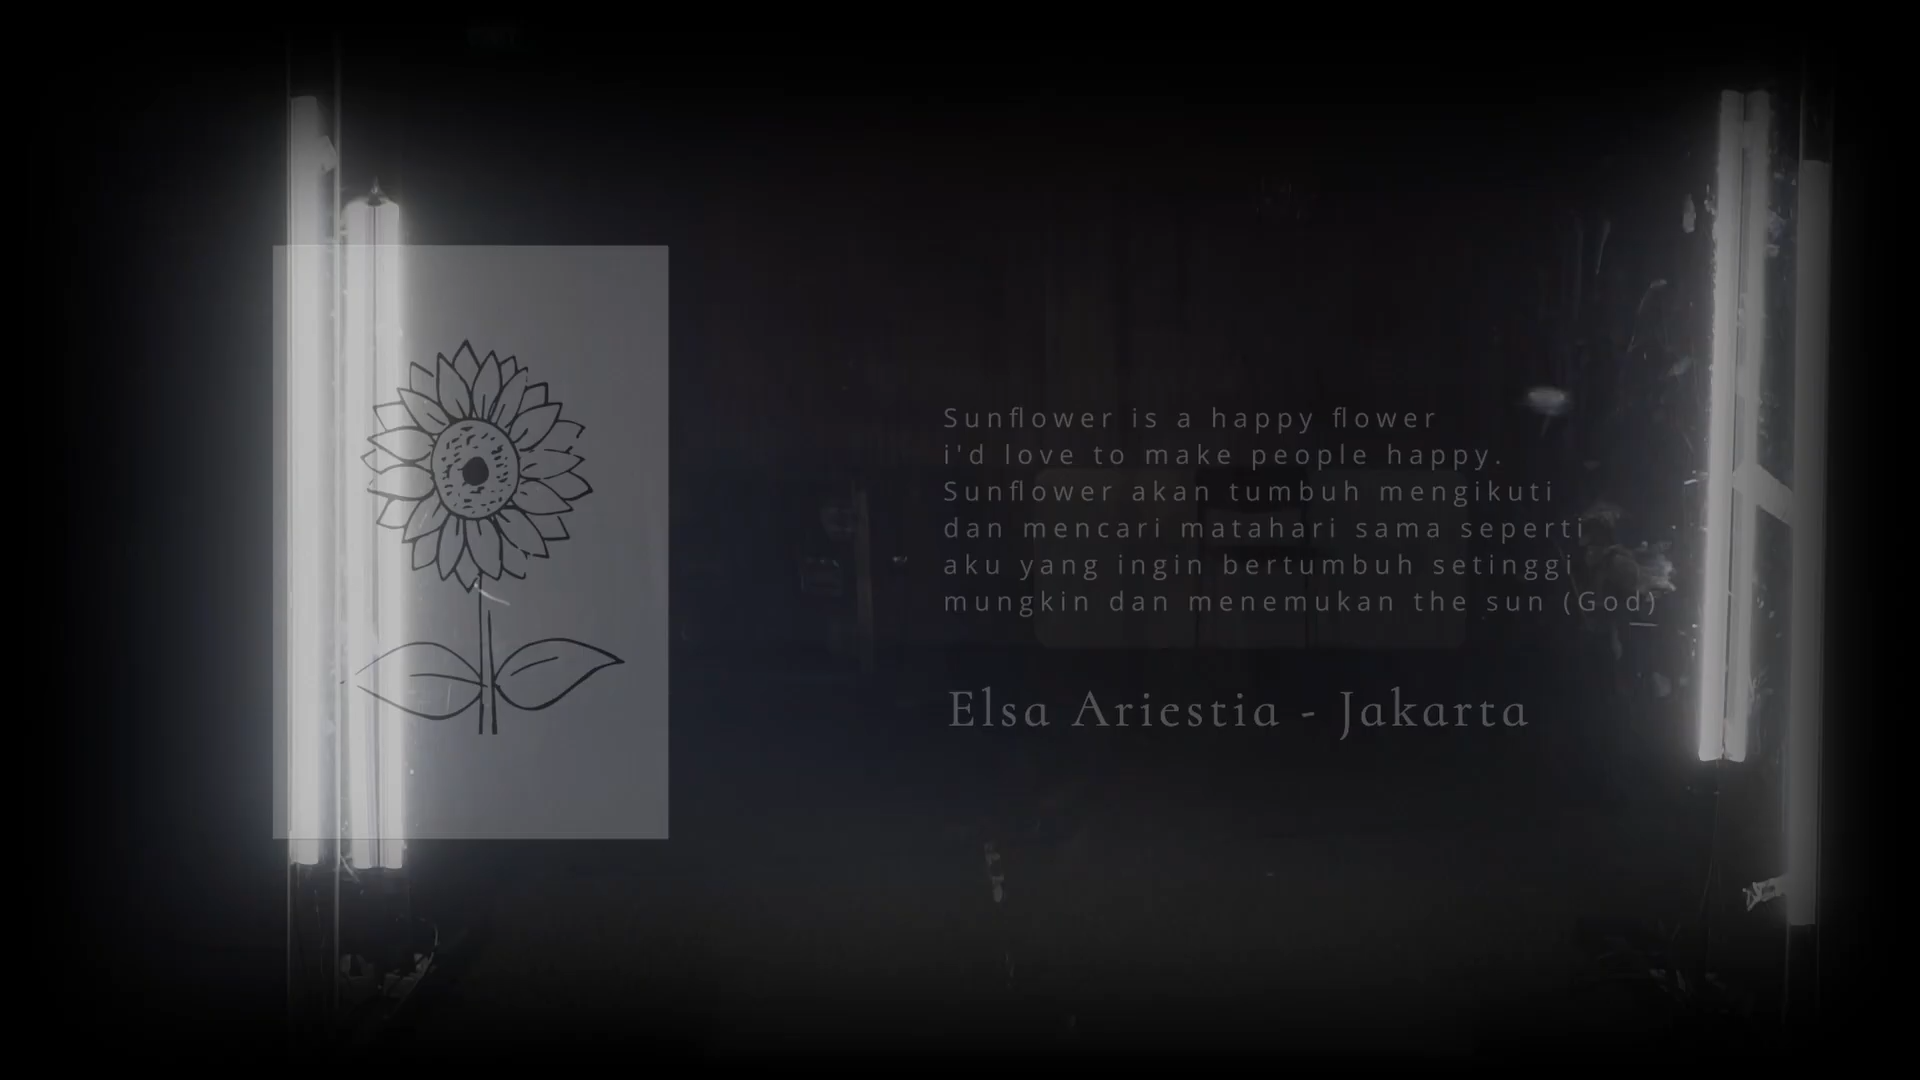 Sunflower is a happy flower
i'd love to make people happy.
Sunflower akan tumbuh mengikuti
dan mencari matahari sama seperti
aku yang ingin bertumbuh setinggi
mungkin dan menemukan the sun (God)
Elsa Ariestia - Jakarta